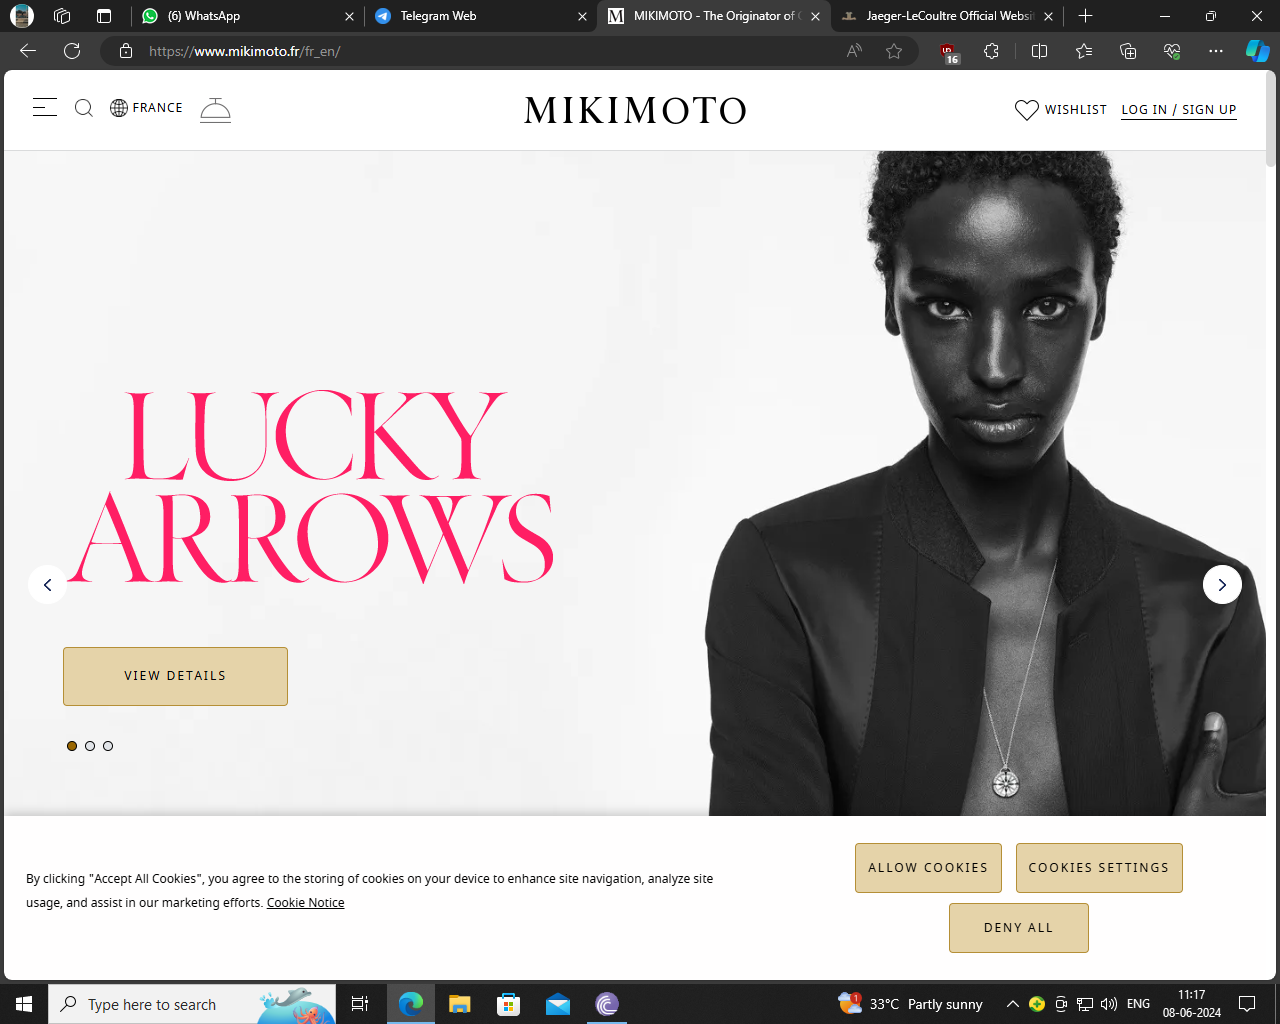 (6) WhatsApp
Telegram Web
MIKIMOTO - The Originator of C
Jaeger-LeCoultre Official Websit
https://www.mikimoto.fr/fr_en/
16
FRANCE
MIKIMOTO
WISHLIST
LOG IN / SIGN UP
LUCKY
ARROWS
VIEW DETAILS
By clicking "Accept All Cookies", you agree to the storing of cookies on your device to enhance site navigation, analyze site
usage, and assist in our marketing efforts. Cookie Notice
ALLOW COOKIES
COOKIES SETTINGS
DENY ALL
Type here to search
1
33°C Partly sunny
ENG
11:17
08-06-2024